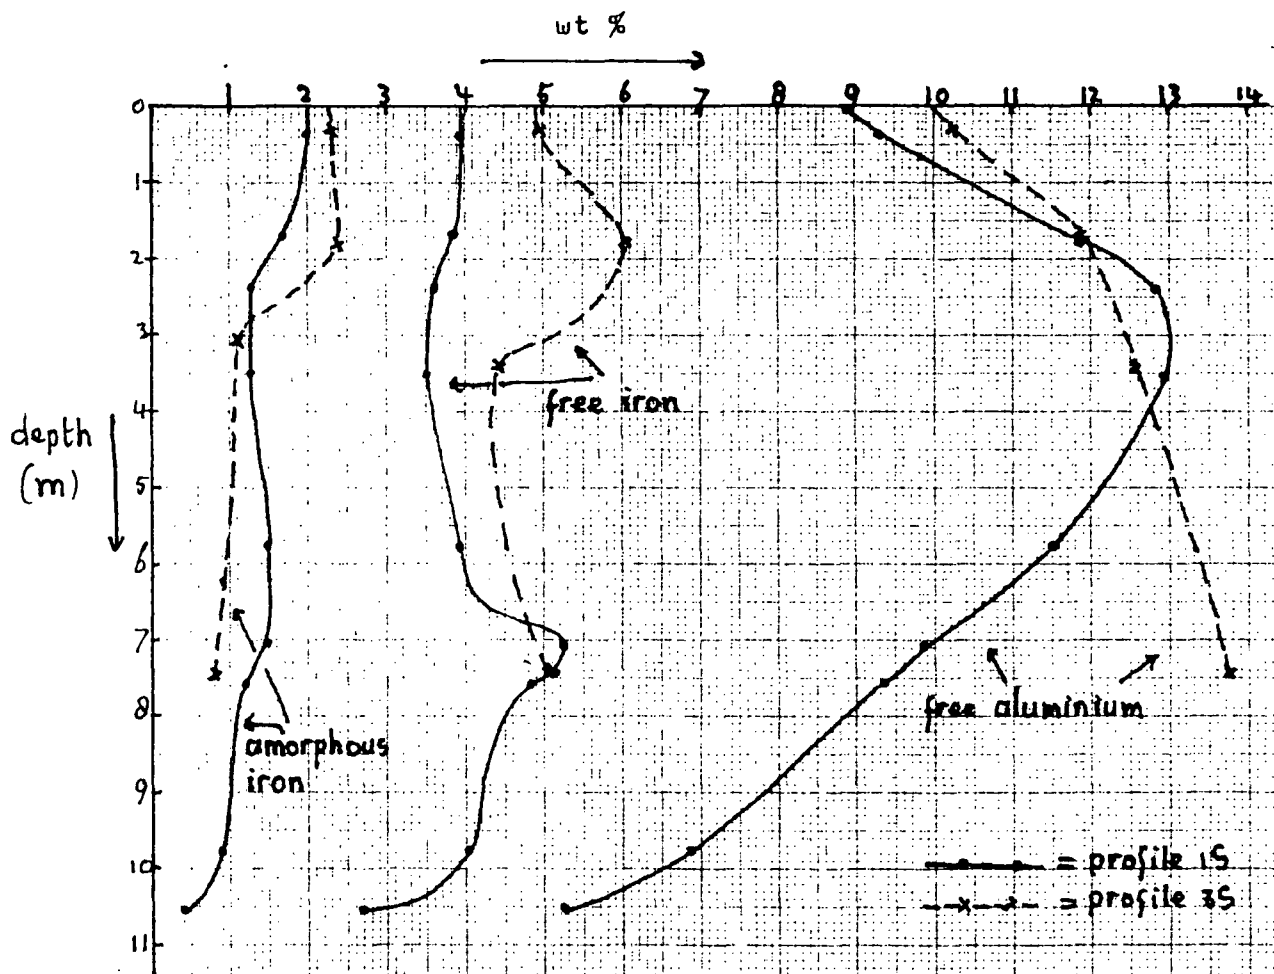 wt %
1 2 3 4 5 6 7 8 9 10 11 12 13 14
0
1
2
3
4
5
6
7
8
9
10
11
depth
(m)
free iron
free aluminium
amorphous
iron
= profile 1S
= profile 3S